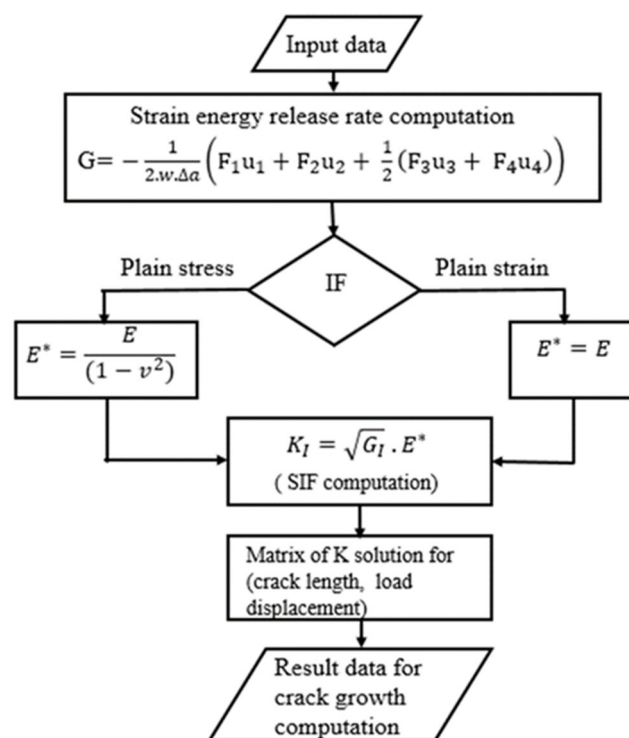 Input data
Strain energy release rate computation
G= − 1/(2.w.Δa) (F₁u₁ + F₂u₂ + 1/2 (F₃u₃ + F₄u₄))
Plain stress
IF
Plain strain
E* = E/(1 − v²)
E* = E
K_I = √G_I . E*
( SIF computation)
Matrix of K solution for
(crack length, load
displacement)
Result data for
crack growth
computation